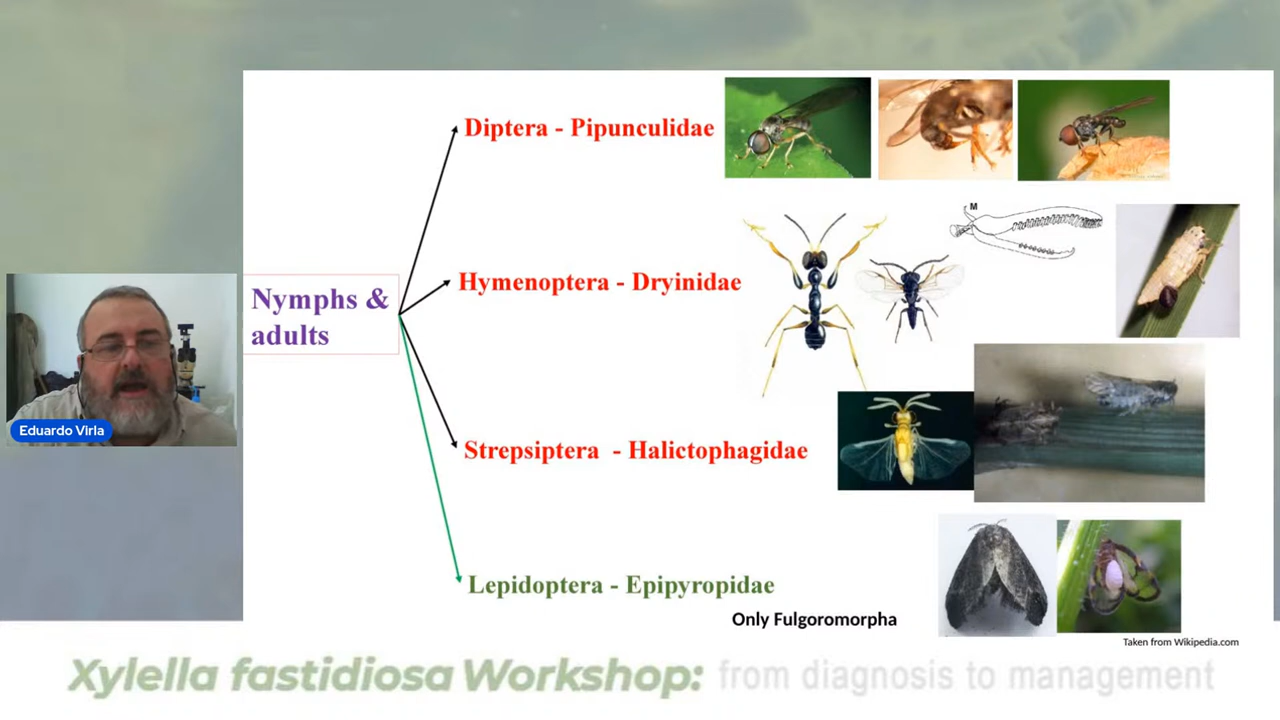 Diptera - Pipunculidae
M
Hymenoptera - Dryinidae
Nymphs &
adults
Eduardo Virla
Strepsiptera - Halictophagidae
Lepidoptera - Epipyropidae
Only Fulgoromorpha
Taken from Wikipedia.com
Xylella fastidiosa Workshop: from diagnosis to management